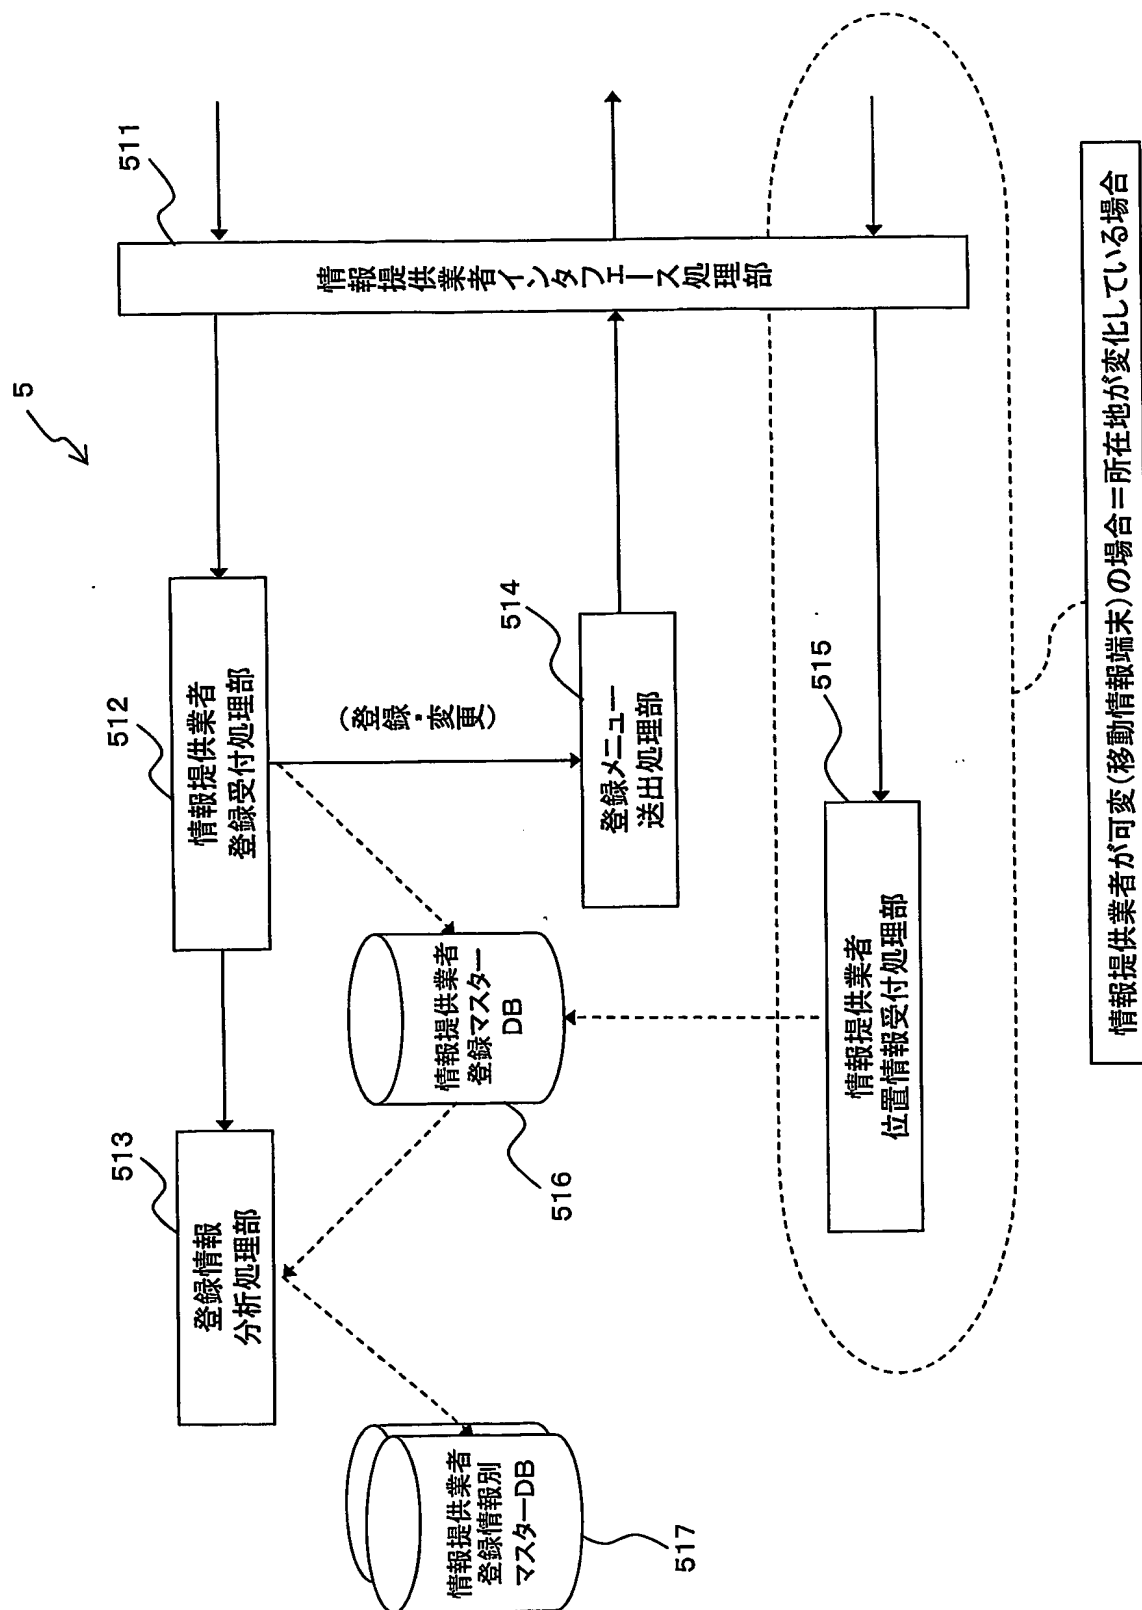 5
511
情報提供業者インタフェース処理部
512
情報提供業者
登録受付処理部
513
登録情報
分析処理部
(登録・変更)
514
登録メニュー
送出処理部
515
情報提供業者
位置情報受付処理部
情報提供業者
登録マスター
DB
516
情報提供業者
登録情報別
マスターDB
517
情報提供業者が可変(移動情報端末)の場合=所在地が変化している場合